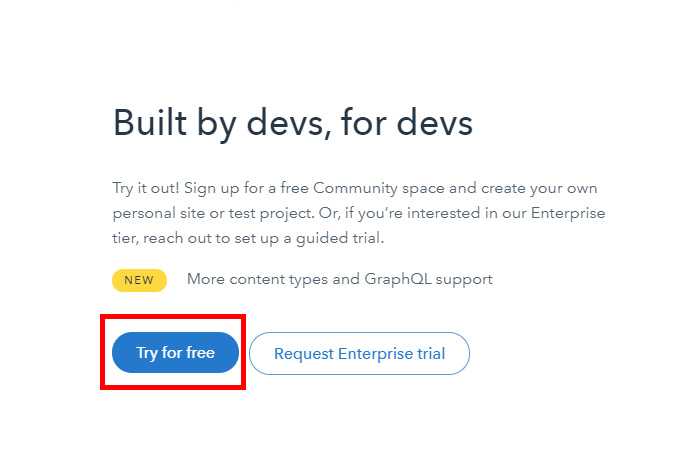 Built by devs, for devs
Try it out! Sign up for a free Community space and create your own
personal site or test project. Or, if you’re interested in our Enterprise
tier, reach out to set up a guided trial.
NEW More content types and GraphQL support
Try for free Request Enterprise trial